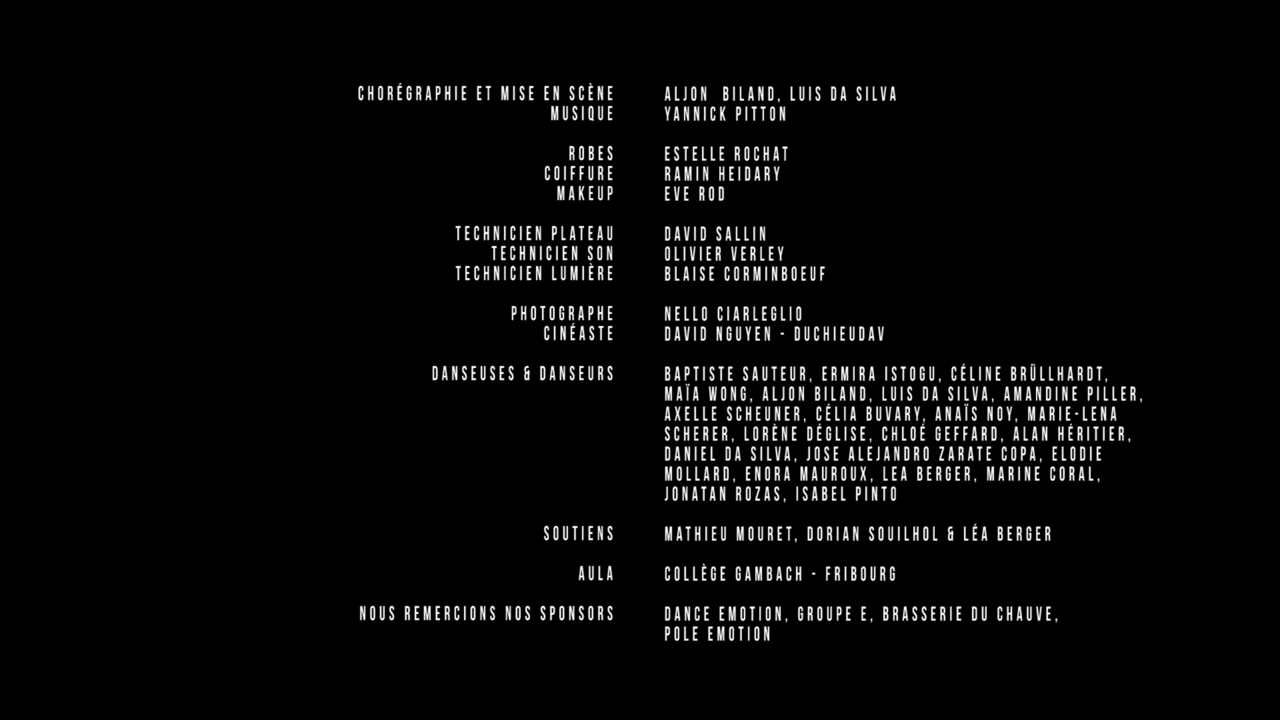 CHORÉGRAPHIE ET MISE EN SCÈNE ALJON BILAND, LUIS DA SILVA
MUSIQUE YANNICK PITTON
ROBES ESTELLE ROCHAT
COIFFURE RAMIN HEIDARY
MAKEUP EVE ROD
TECHNICIEN PLATEAU DAVID SALLIN
TECHNICIEN SON OLIVIER VERLEY
TECHNICIEN LUMIÈRE BLAISE CORMINBOEUF
PHOTOGRAPHE NELLO CIARLEGLIO
CINÉASTE DAVID NGUYEN - DUCHIEUDAV
DANSEUSES & DANSEURS BAPTISTE SAUTEUR, ERMIRA ISTOGU, CÉLINE BRÜLLHARDT,
MAÏA WONG, ALJON BILAND, LUIS DA SILVA, AMANDINE PILLER,
AXELLE SCHEUNER, CÉLIA BUVARY, ANAÏS NOY, MARIE-LENA
SCHERER, LORÈNE DÉGLISE, CHLOÉ GEFFARD, ALAN HÉRITIER,
DANIEL DA SILVA, JOSE ALEJANDRO ZARATE COPA, ELODIE
MOLLARD, ENORA MAUROUX, LEA BERGER, MARINE CORAL,
JONATAN ROZAS, ISABEL PINTO
SOUTIENS MATHIEU MOURET, DORIAN SOUILHOL & LÉA BERGER
AULA COLLÈGE GAMBACH - FRIBOURG
NOUS REMERCIONS NOS SPONSORS DANCE EMOTION, GROUPE E, BRASSERIE DU CHAUVE,
POLE EMOTION